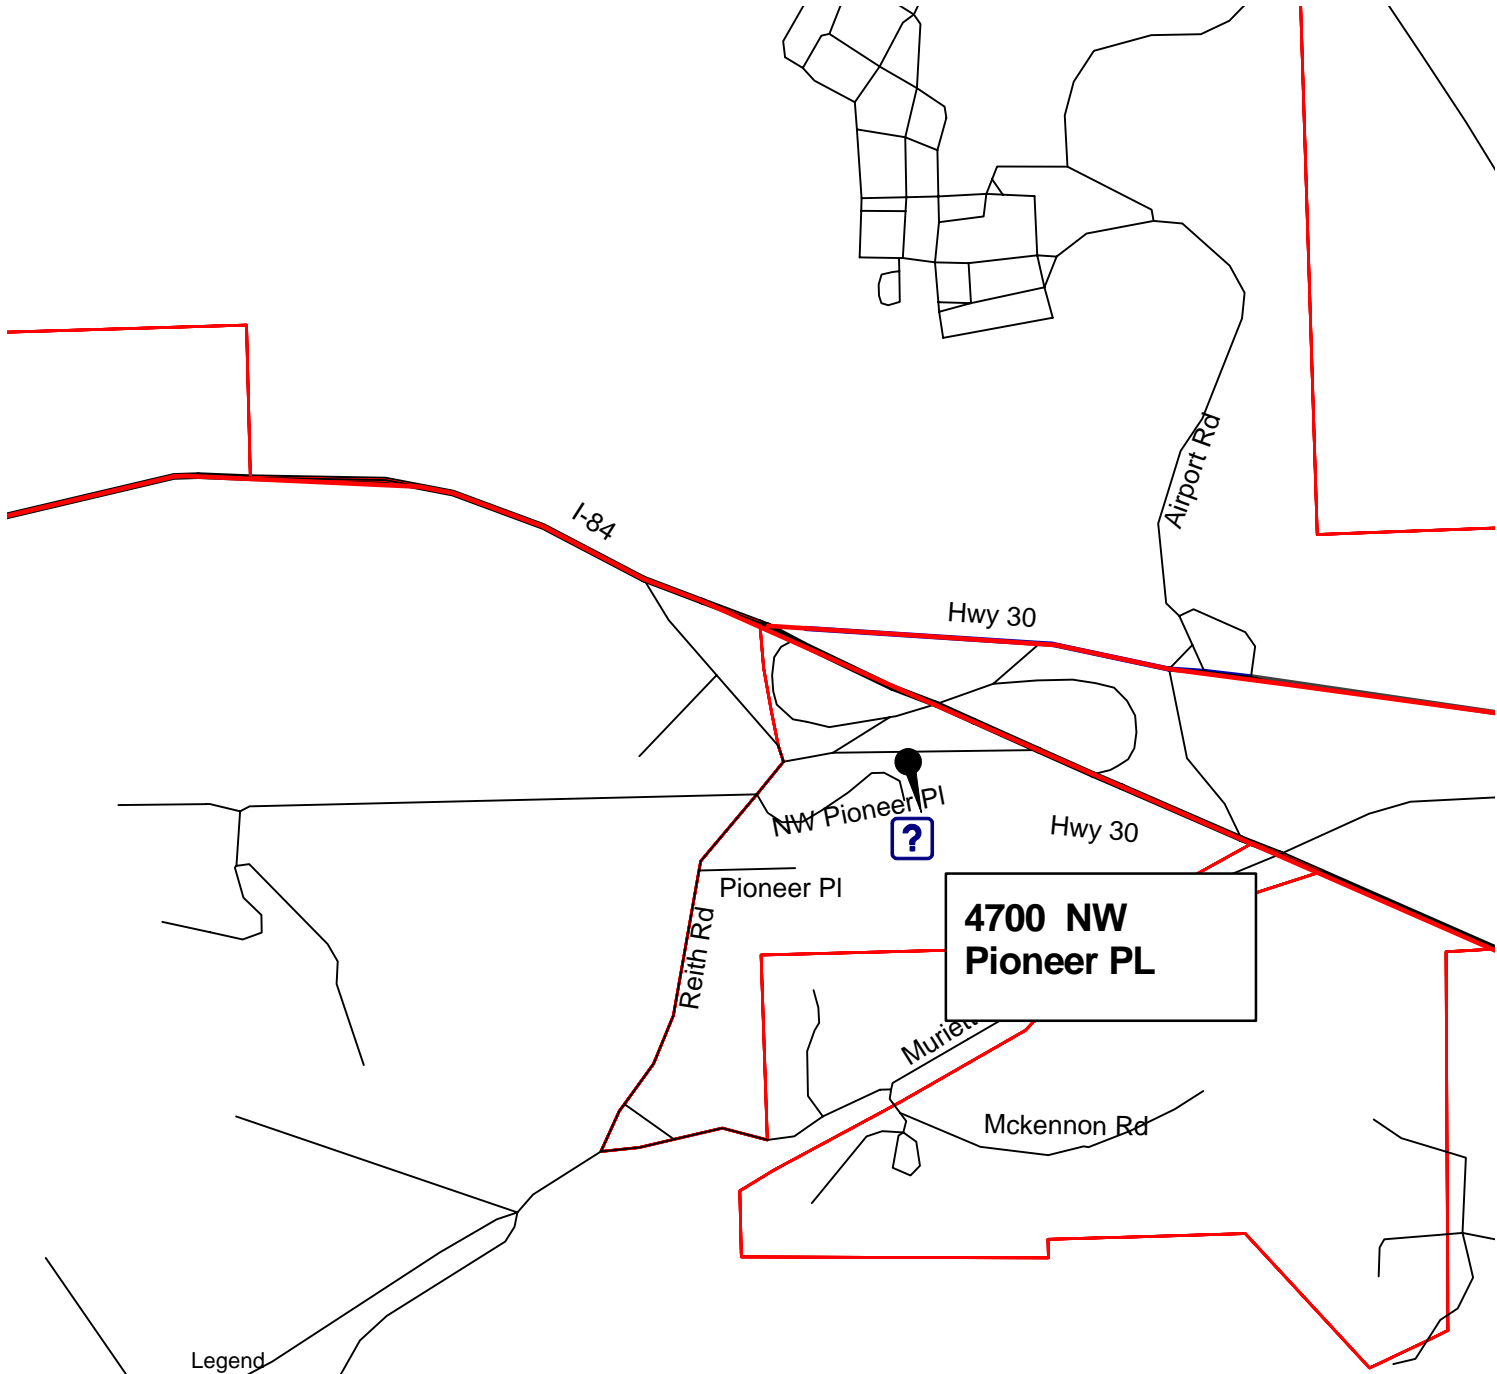 I-84
Airport Rd
Hwy 30
NW Pioneer Pl
?
Hwy 30
Pioneer Pl
4700 NW
Pioneer PL
Reith Rd
Mckennon Rd
Legend